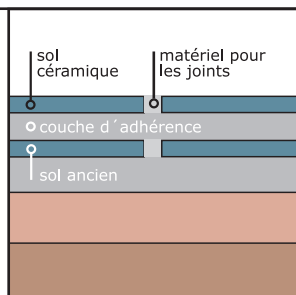 sol
céramique
matériel pour
les joints
couche d´adhérence
sol ancien